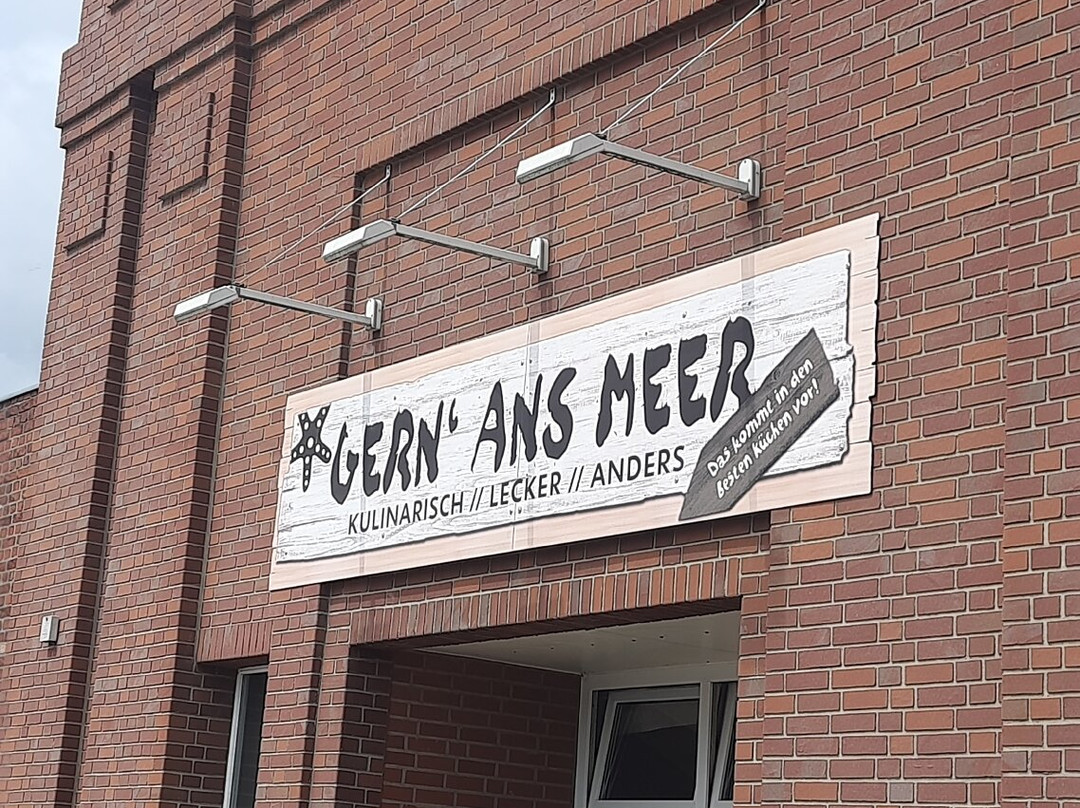 GERN‘ ANS MEER
KULINARISCH // LECKER // ANDERS
Das kommt in den
besten Küchen vor!